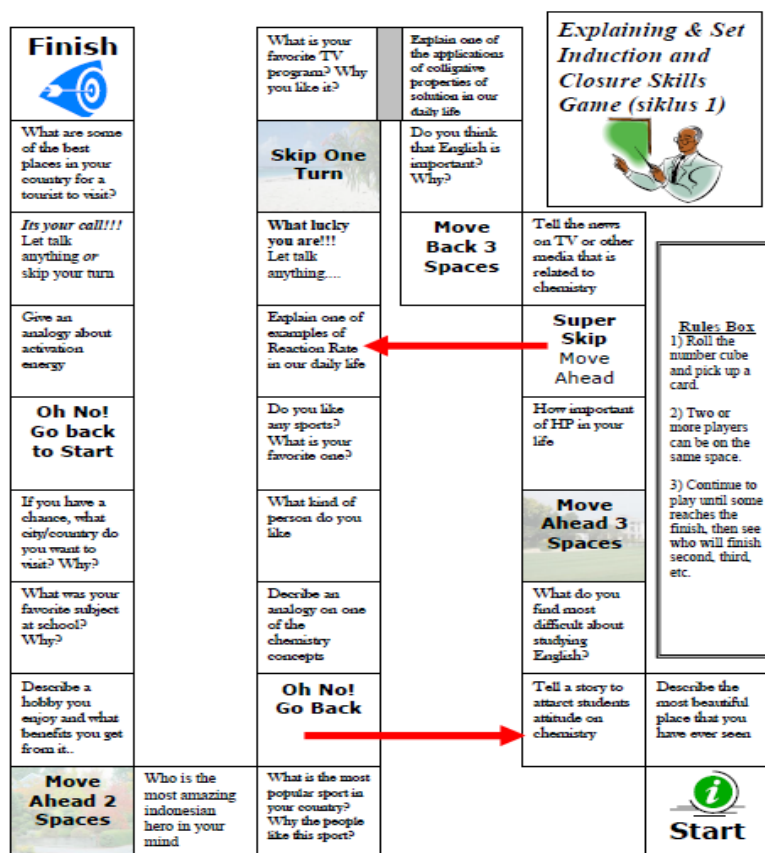 Explaining & Set
Induction and
Closure Skills
Game (siklus 1)
Finish
What are some
of the best
places in your
country for a
tourist to visit?
Its your call!!!
Let talk
anything or
skip your turn
Give an
analogy about
activation
energy
Oh No!
Go back
to Start
If you have a
chance, what
city/country do
you want to
visit? Why?
What was your
favorite subject
at school?
Why?
Describe a
hobby you
enjoy and what
benefits you get
from it..
Move
Ahead 2
Spaces
Who is the
most amazing
indonesian
hero in your
mind
What is your
favorite TV
program? Why
you like it?
Skip One
Turn
What lucky
you are!!!
Let talk
anything....
Explain one of
examples of
Reaction Rate
in our daily life
Do you like
any sports?
What is your
favorite one?
What kind of
person do you
like
Decribe an
analogy on one
of the
chemistry
concepts
Oh No!
Go Back
What is the most
popular sport in
your country?
Why the people
like this sport?
Explain one of
the applications
of colligative
properties of
solution in our
daily life
Do you think
that English is
important?
Why?
Move
Back 3
Spaces
Tell the news
on TV or other
media that is
related to
chemistry
Super
Skip
Move
Ahead
How important
of HP in your
life
Move
Ahead 3
Spaces
What do you
find most
difficult about
studying
English?
Tell a story to
attarct students
attitude on
chemistry
Describe the
most beautiful
place that you
have ever seen
Start
Rules Box
1) Roll the
number cube
and pick up a
card.
2) Two or
more players
can be on the
same space.
3) Continue to
play until some
reaches the
finish, then see
who will finish
second, third,
etc.